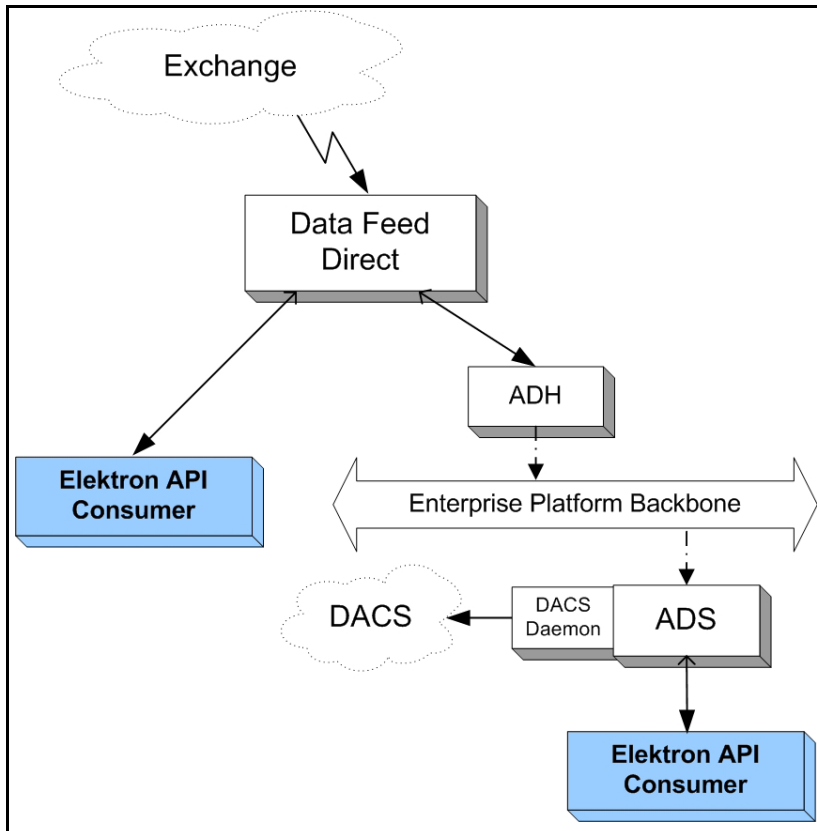 Exchange
Data Feed
Direct
ADH
Elektron API
Consumer
Enterprise Platform Backbone
DACS
DACS
Daemon
ADS
Elektron API
Consumer